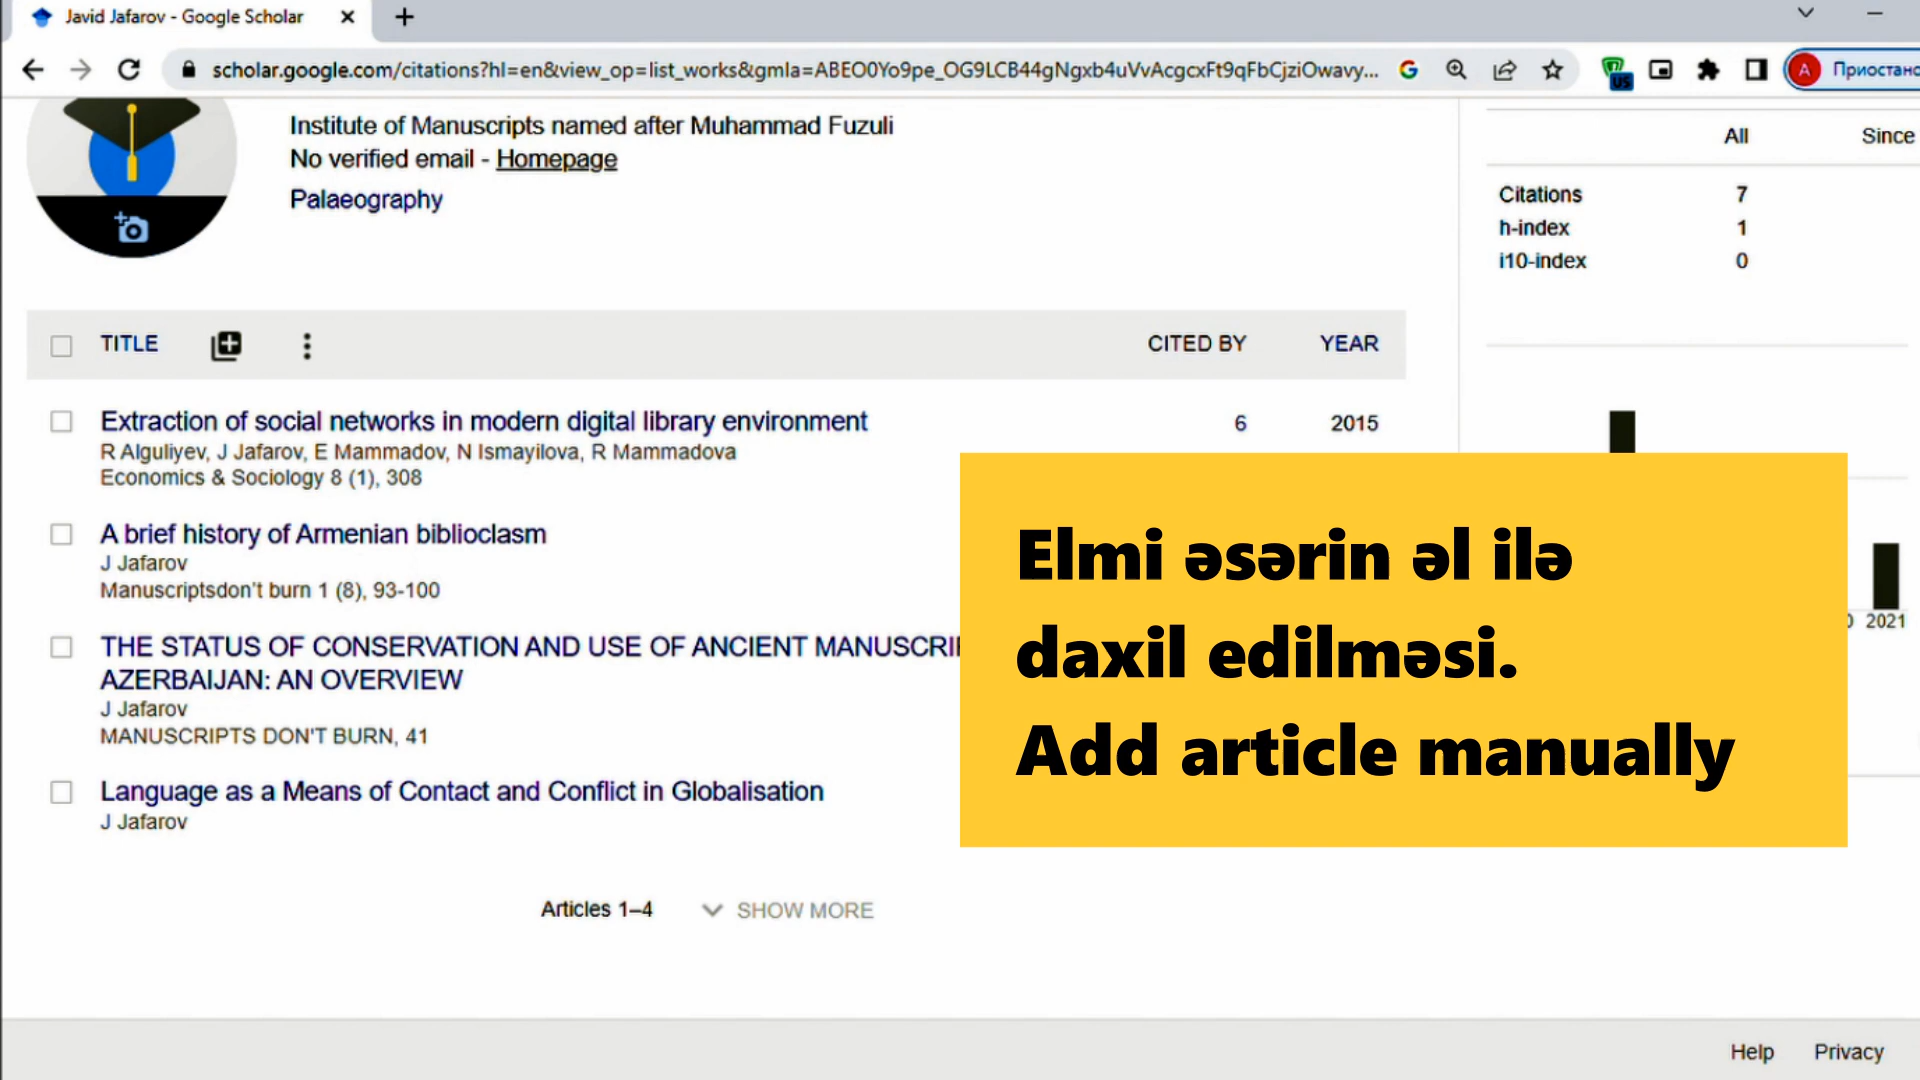 Javid Jafarov - Google Scholar
scholar.google.com/citations?hl=en&view_op=list_works&gmla=ABEO0Yo9pe_OG9LCB44gNgxb4uVvAcgcxFt9qFbCjziOwavy...
US
A
Приостано
Institute of Manuscripts named after Muhammad Fuzuli
No verified email - Homepage
Palaeography
All Since
Citations 7
h-index 1
i10-index 0
TITLE CITED BY YEAR
Extraction of social networks in modern digital library environment 6 2015
R Alguliyev, J Jafarov, E Mammadov, N Ismayilova, R Mammadova
Economics & Sociology 8 (1), 308
A brief history of Armenian biblioclasm
J Jafarov
Manuscriptsdon't burn 1 (8), 93-100
THE STATUS OF CONSERVATION AND USE OF ANCIENT MANUSCRI
AZERBAIJAN: AN OVERVIEW
J Jafarov
MANUSCRIPTS DON'T BURN, 41
Language as a Means of Contact and Conflict in Globalisation
J Jafarov
Elmi əsərin əl ilə
daxil edilməsi.
Add article manually
2021
Articles 1–4 SHOW MORE
Help Privacy